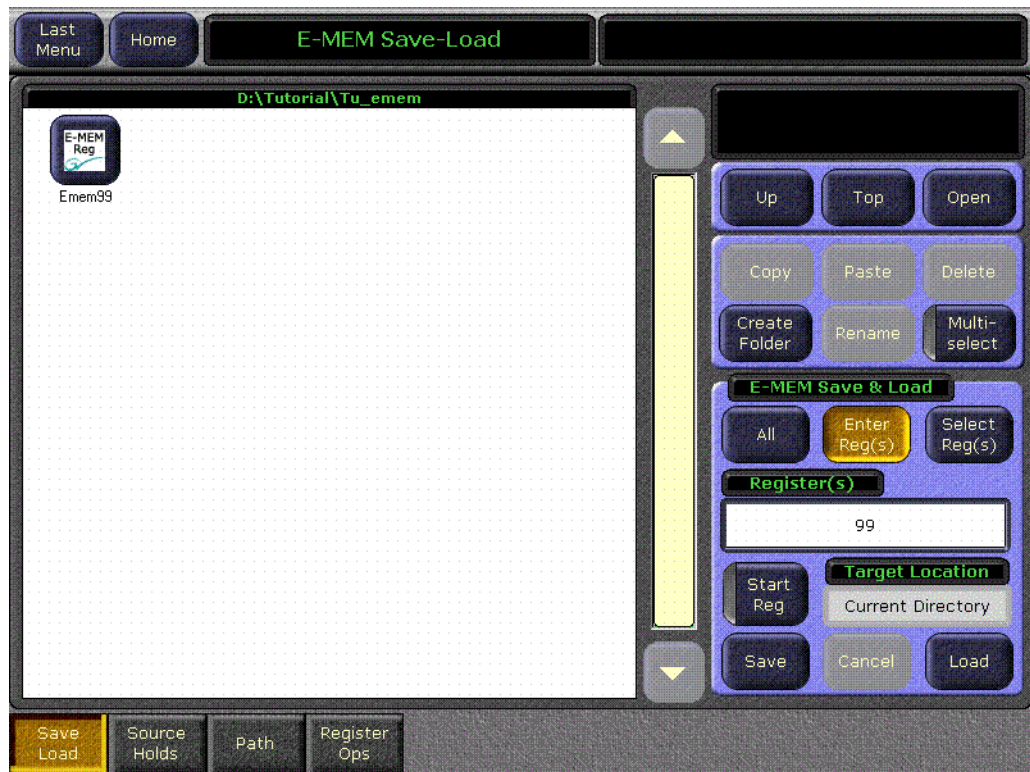 Last
Menu
Home
E-MEM Save-Load
D:\Tutorial\Tu_emem
E-MEM
Reg
Emem99
Up
Top
Open
Copy
Paste
Delete
Create
Folder
Rename
Multi-
select
E-MEM Save & Load
All
Enter
Reg(s)
Select
Reg(s)
Register(s)
99
Start
Reg
Target Location
Current Directory
Save
Cancel
Load
Save
Load
Source
Holds
Path
Register
Ops